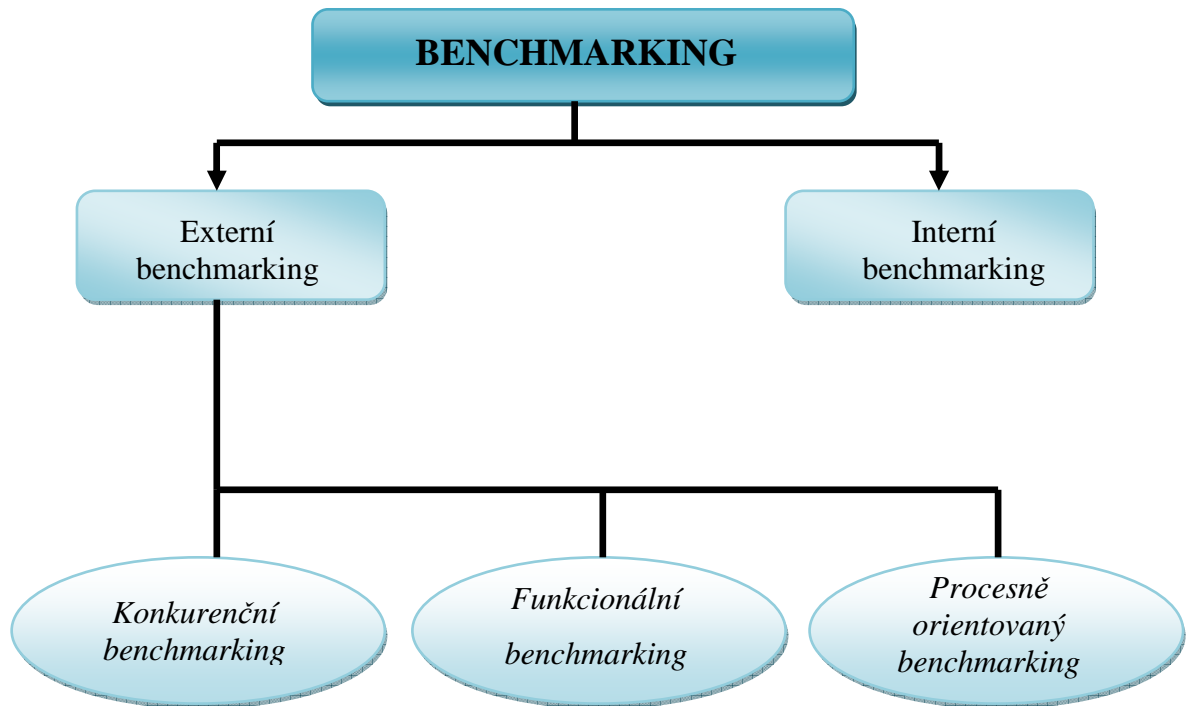 BENCHMARKING
Externí
benchmarking
Interní
benchmarking
Konkurenční
benchmarking
Funkcionální
benchmarking
Procesně
orientovaný
benchmarking